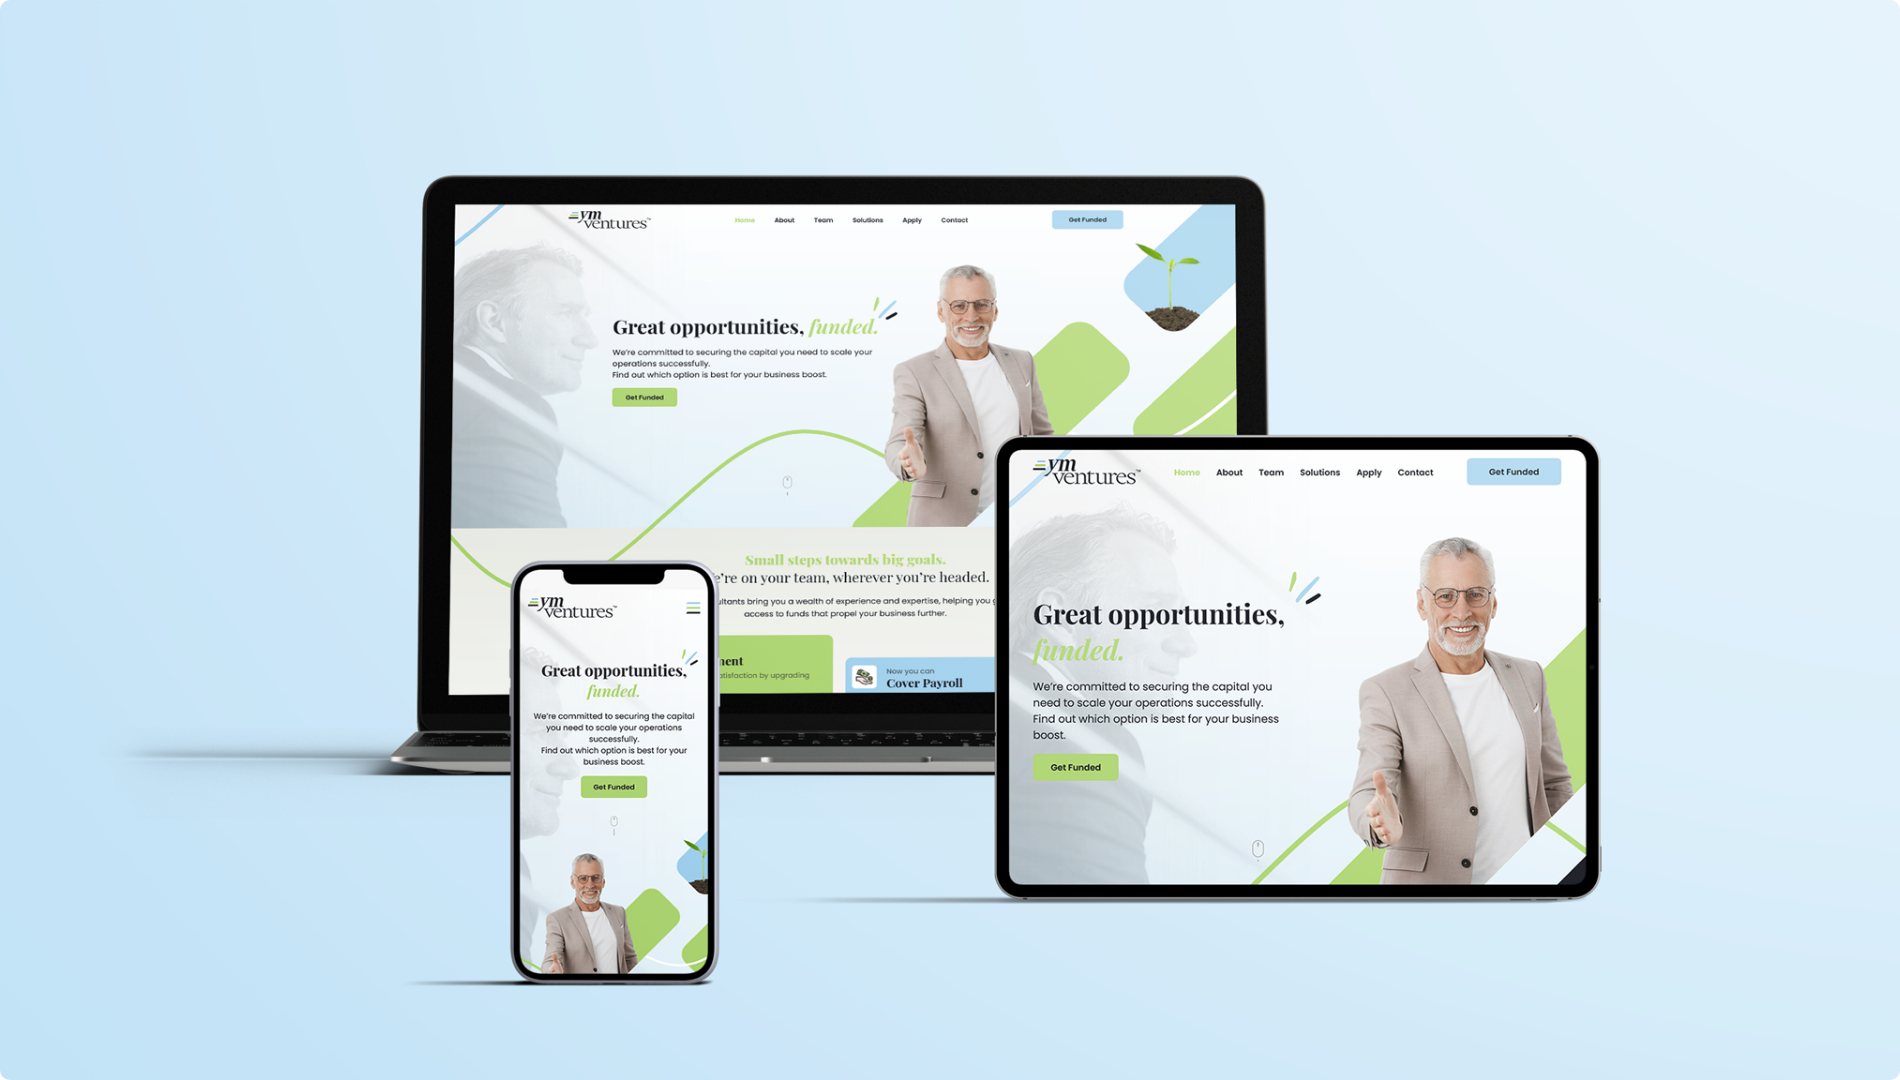 ym
ventures™
Home About Team Solutions Apply Contact
Get Funded
Great opportunities, funded.
We're committed to securing the capital you need to scale your
operations successfully.
Find out which option is best for your business boost.
Get Funded
Small steps towards big goals.
're on your team, wherever you're headed.
ultants bring you a wealth of experience and expertise, helping you
access to funds that propel your business further.
ment
atisfaction by upgrading
Now you can
Cover Payroll
ym
ventures™
Great opportunities,
funded.
We're committed to securing the capital
you need to scale your operations
successfully.
Find out which option is best for your
business boost.
Get Funded
ym
ventures™
Home About Team Solutions Apply Contact
Get Funded
Great opportunities,
funded.
We're committed to securing the capital you
need to scale your operations successfully.
Find out which option is best for your business
boost.
Get Funded